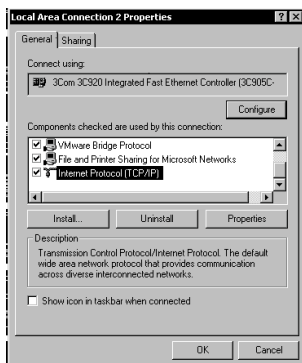 Local Area Connection 2 Properties
General
Sharing
Connect using:
3Com 3C920 Integrated Fast Ethernet Controller (3C905C-
Configure
Components checked are used by this connection:
VMware Bridge Protocol
File and Printer Sharing for Microsoft Networks
Internet Protocol (TCP/IP)
Install...
Uninstall
Properties
Description
Transmission Control Protocol/Internet Protocol. The default
wide area network protocol that provides communication
across diverse interconnected networks.
Show icon in taskbar when connected
OK
Cancel